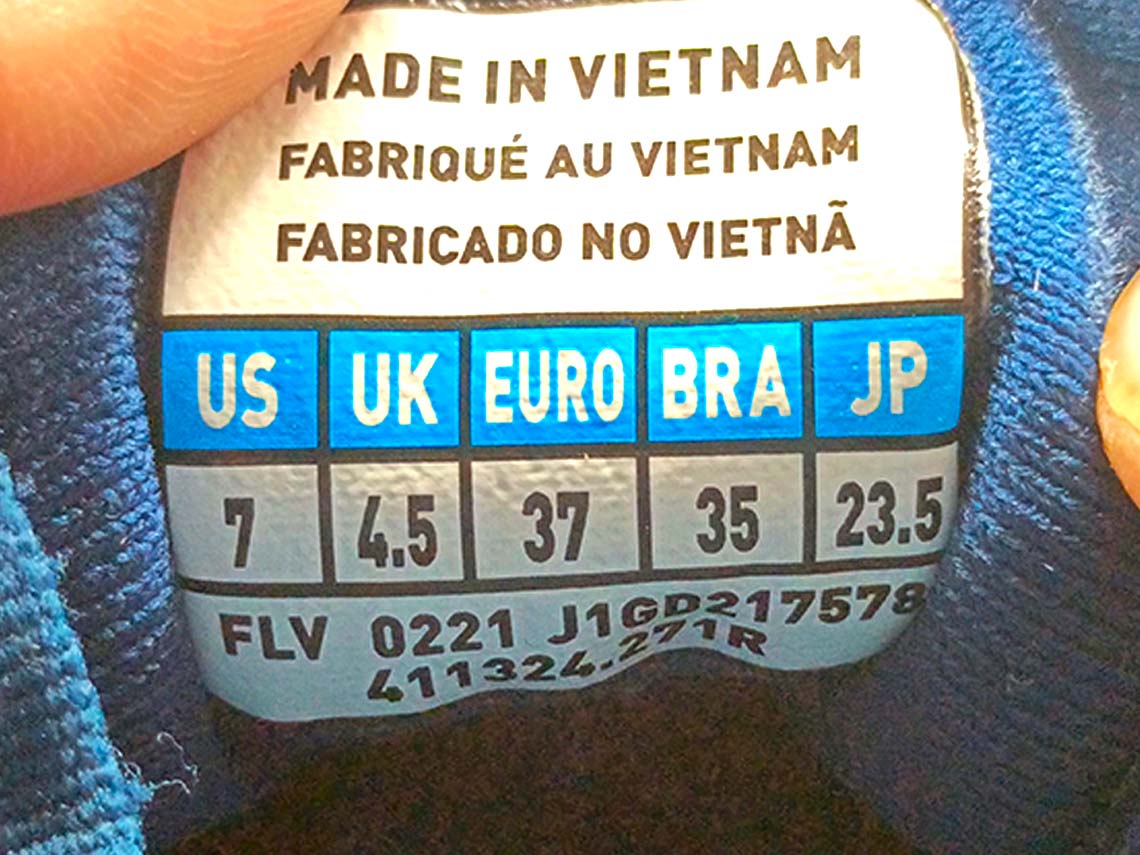 MADE IN VIETNAM
FABRIQUÉ AU VIETNAM
FABRICADO NO VIETNÃ
US UK EURO BRA JP
7 4.5 37 35 23.5
FLV 0221 J1GD217578
411324.271R